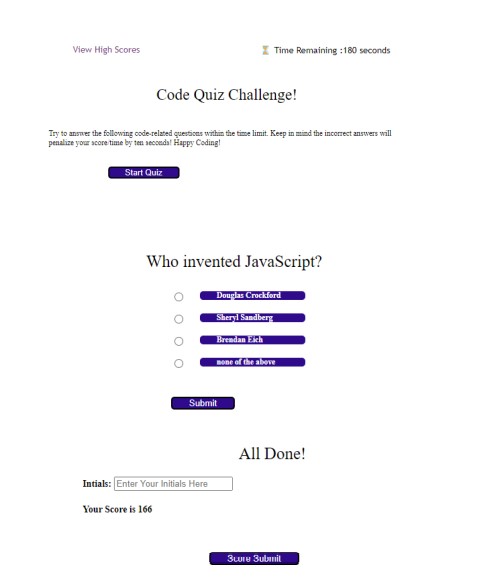 View High Scores
Time Remaining :180 seconds
Code Quiz Challenge!
Try to answer the following code-related questions within the time limit. Keep in mind the incorrect answers will
penalize your score/time by ten seconds! Happy Coding!
Start Quiz
Who invented JavaScript?
Douglas Crockford
Sheryl Sandberg
Brendan Eich
none of the above
Submit
All Done!
Intials: Enter Your Initials Here
Your Score is 166
Score Submit